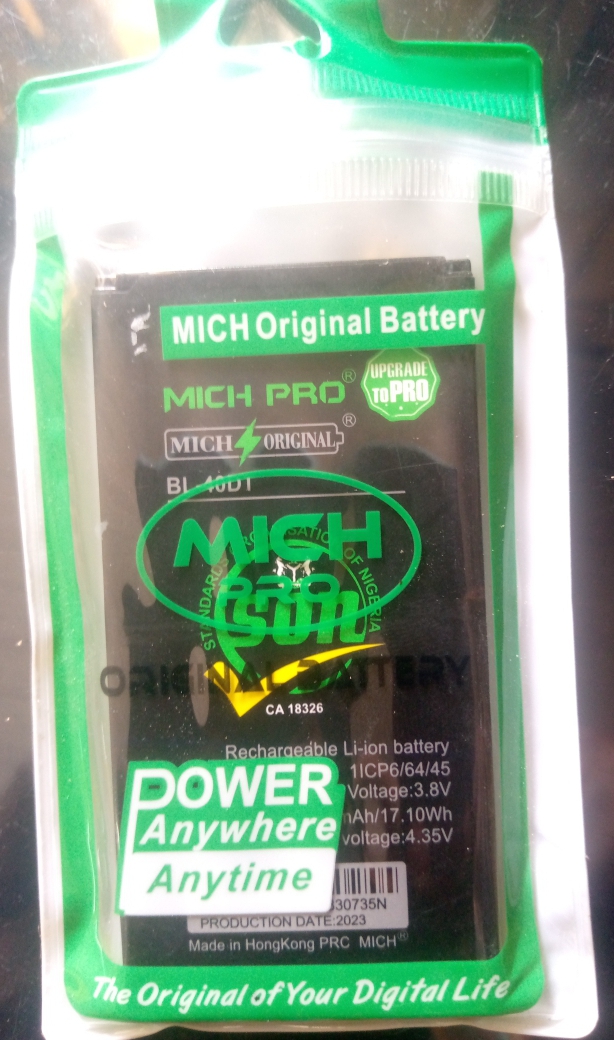 MICH Original Battery
MICH PRO®
UPGRADE
TO PRO
MICH ORIGINAL®
MICH
PRO
STANDARDS ORGANISATION OF NIGERIA
SON
ORIGINAL BATTERY
CA 18326
Rechargeable Li-ion battery
1ICP6/64/45
Voltage:3.8V
mAh/17.10Wh
voltage:4.35V
POWER
Anywhere
Anytime
30735N
PRODUCTION DATE:2023
Made in HongKong PRC MICH®
The Original of Your Digital Life